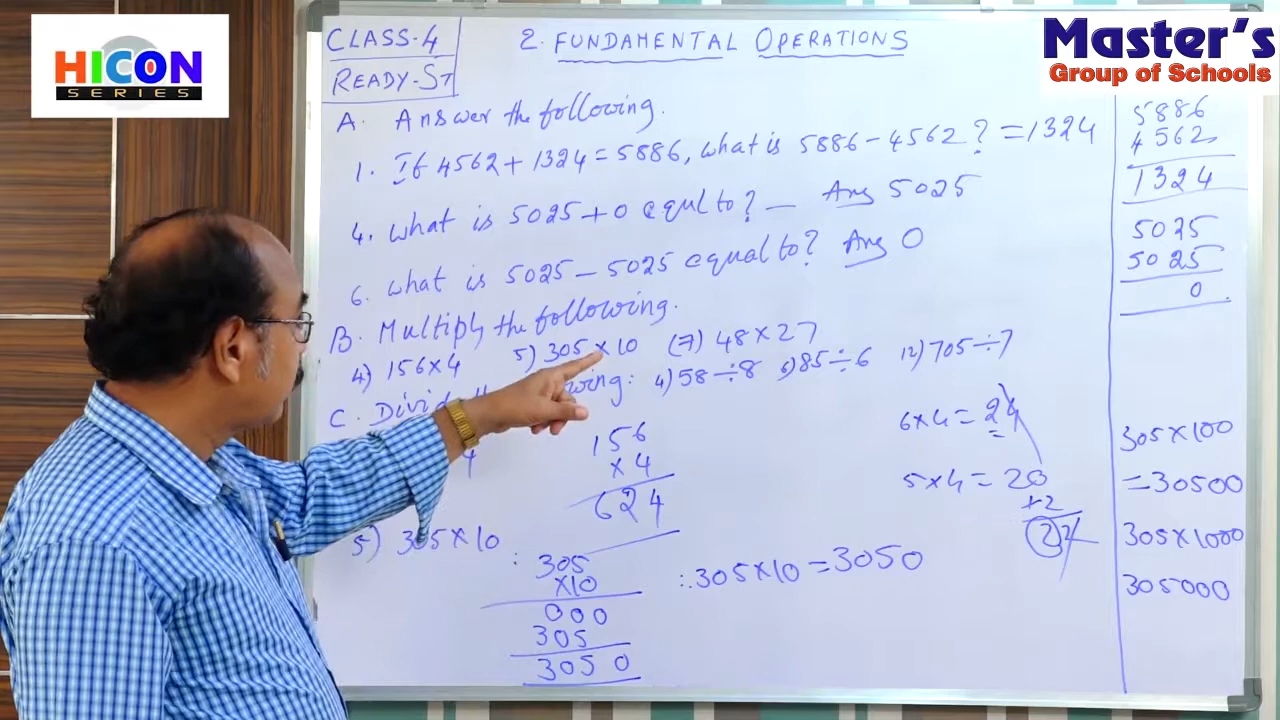 HICON
SERIES
Master's
Group of Schools
CLASS-4
READY-ST
2. FUNDAMENTAL OPERATIONS
A. Answer the following.
1. If 4562+1324=5886, what is 5886-4562? =1324
4. What is 5025+0 equl to? - Ans 5025
6. What is 5025-5025 equal to? Ans 0
B. Multiply the following.
4) 156×4 5) 305×10 (7) 48×27
C. Divid wing: 4) 58÷8 85÷6 12) 705÷7
4
156
×4
624
6×4=24
5×4=20
+2
22
5) 305×10
:
305
×10
000
305
3050
∴305×10=3050
5886
4562
1324
5025
5025
0
305×100
=30500
305×1000
305000